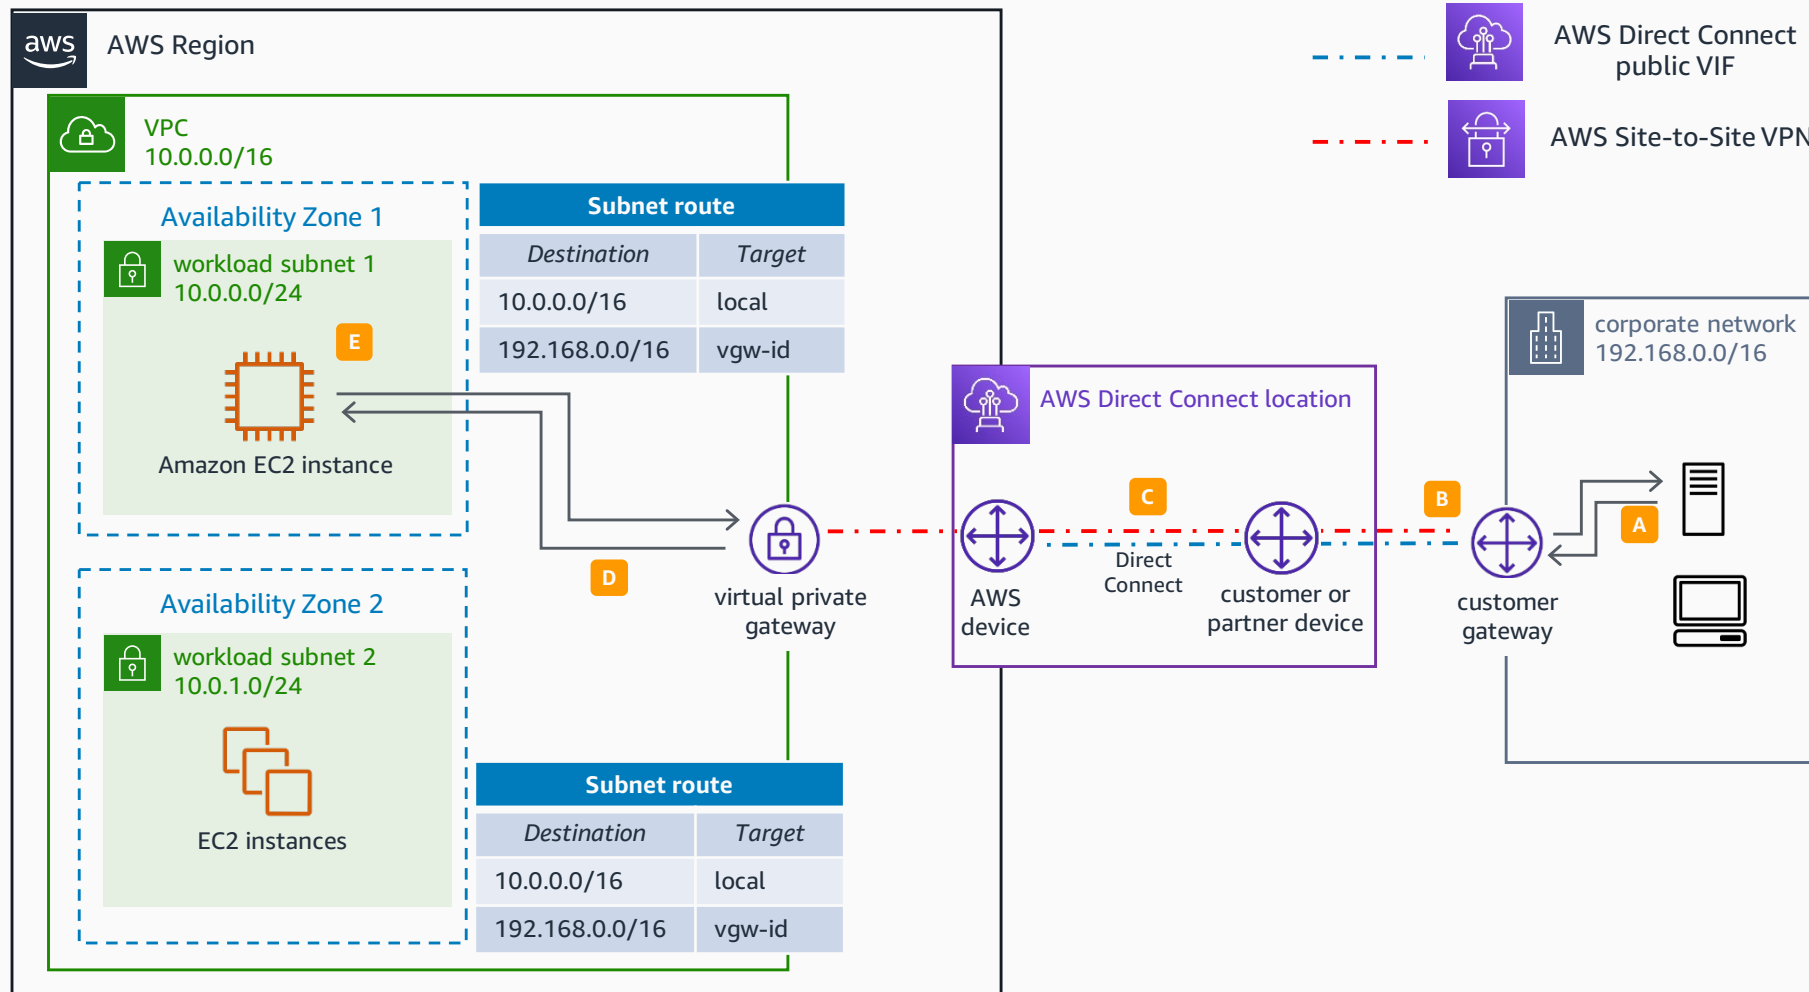 aws
AWS Region
AWS Direct Connect
public VIF
AWS Site-to-Site VPN
VPC
10.0.0.0/16
Availability Zone 1
workload subnet 1
10.0.0.0/24
E
Amazon EC2 instance
Subnet route
Destination Target
10.0.0.0/16 local
192.168.0.0/16 vgw-id
corporate network
192.168.0.0/16
AWS Direct Connect location
C
B
A
D
Direct
Connect
virtual private
gateway
AWS
device
customer or
partner device
customer
gateway
Availability Zone 2
workload subnet 2
10.0.1.0/24
EC2 instances
Subnet route
Destination Target
10.0.0.0/16 local
192.168.0.0/16 vgw-id